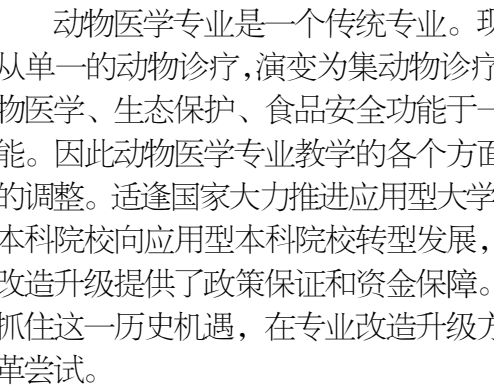 动物医学专业是一个传统专业。现
从单一的动物诊疗,演变为集动物诊疗
物医学、生态保护、食品安全功能于一
能。因此动物医学专业教学的各个方面
的调整。适逢国家大力推进应用型大学
本科院校向应用型本科院校转型发展,
改造升级提供了政策保证和资金保障。
抓住这一历史机遇，在专业改造升级方
革尝试。